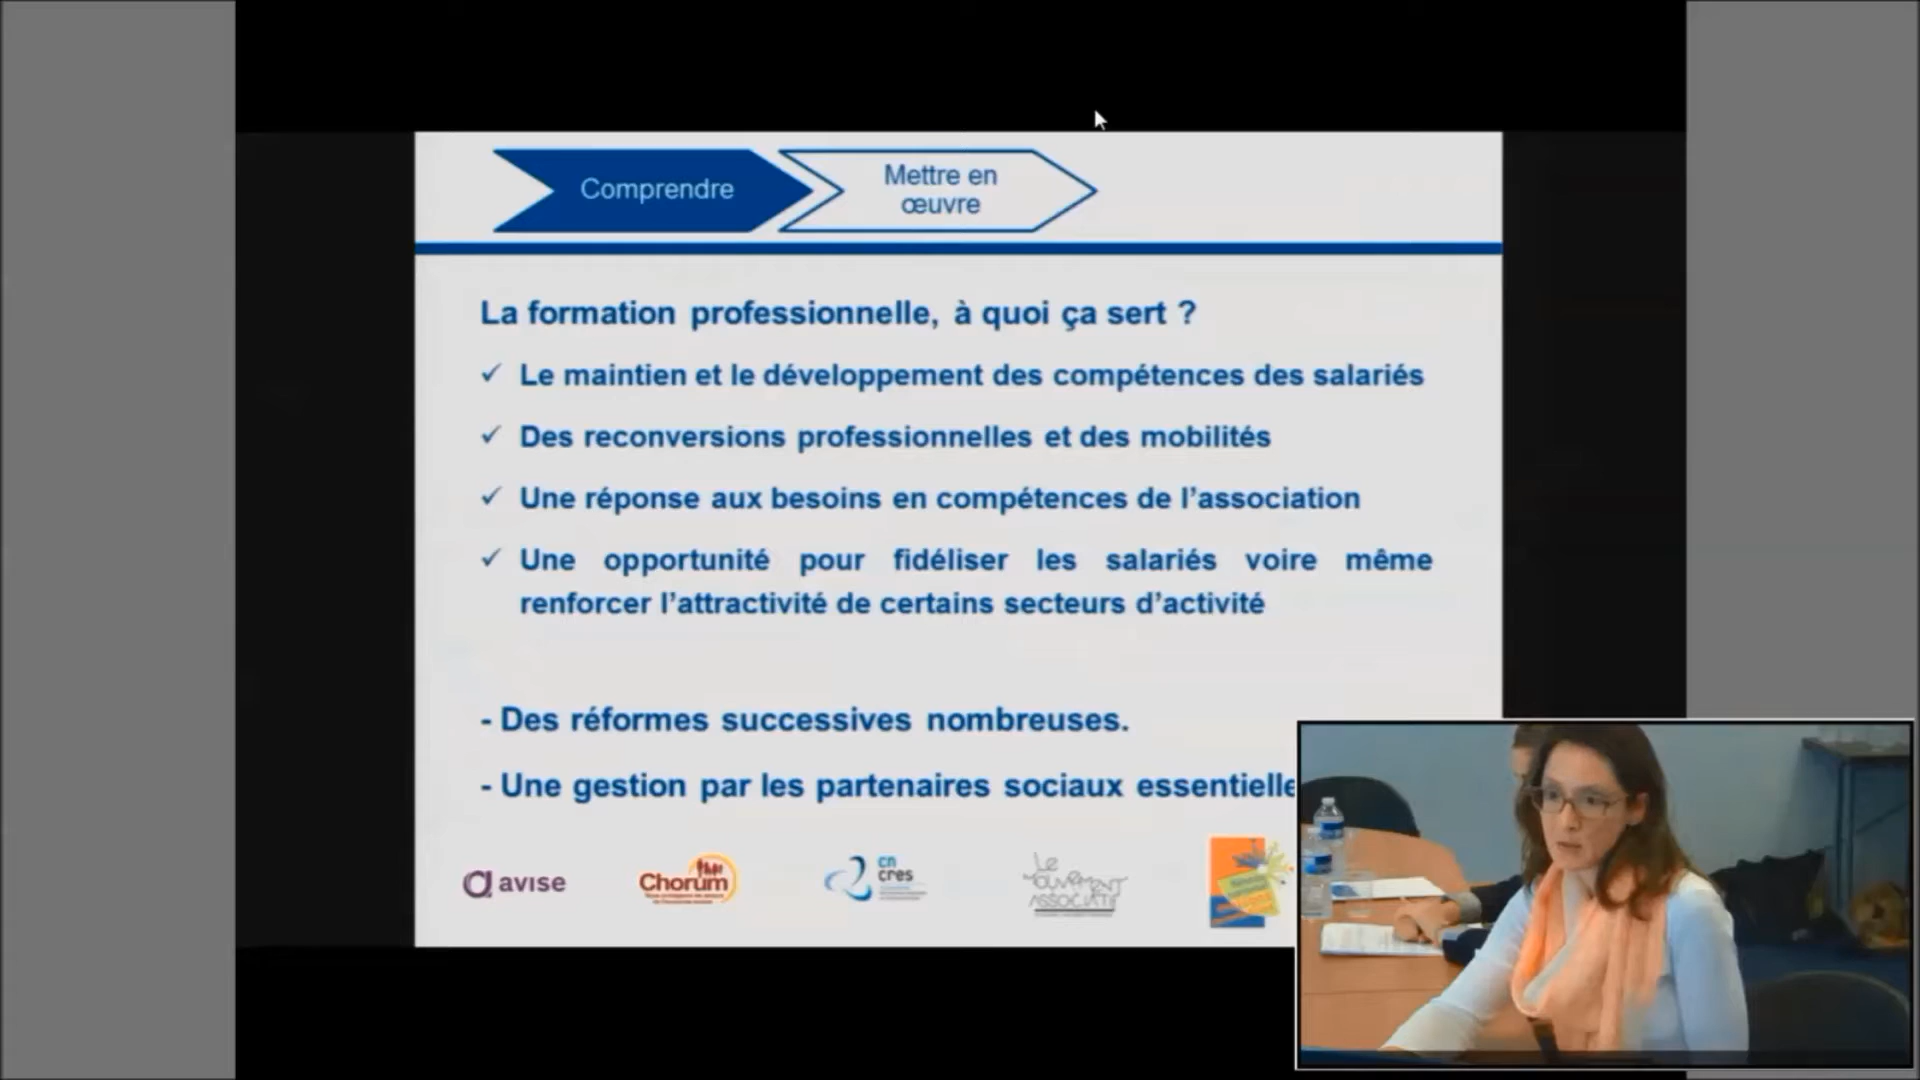 Comprendre
Mettre en
œuvre
La formation professionnelle, à quoi ça sert ?
✓ Le maintien et le développement des compétences des salariés
✓ Des reconversions professionnelles et des mobilités
✓ Une réponse aux besoins en compétences de l’association
✓ Une opportunité pour fidéliser les salariés voire même
renforcer l’attractivité de certains secteurs d’activité
- Des réformes successives nombreuses.
- Une gestion par les partenaires sociaux essentielle
avise
Chorum
cn
cres
Le
mouvement
associatif